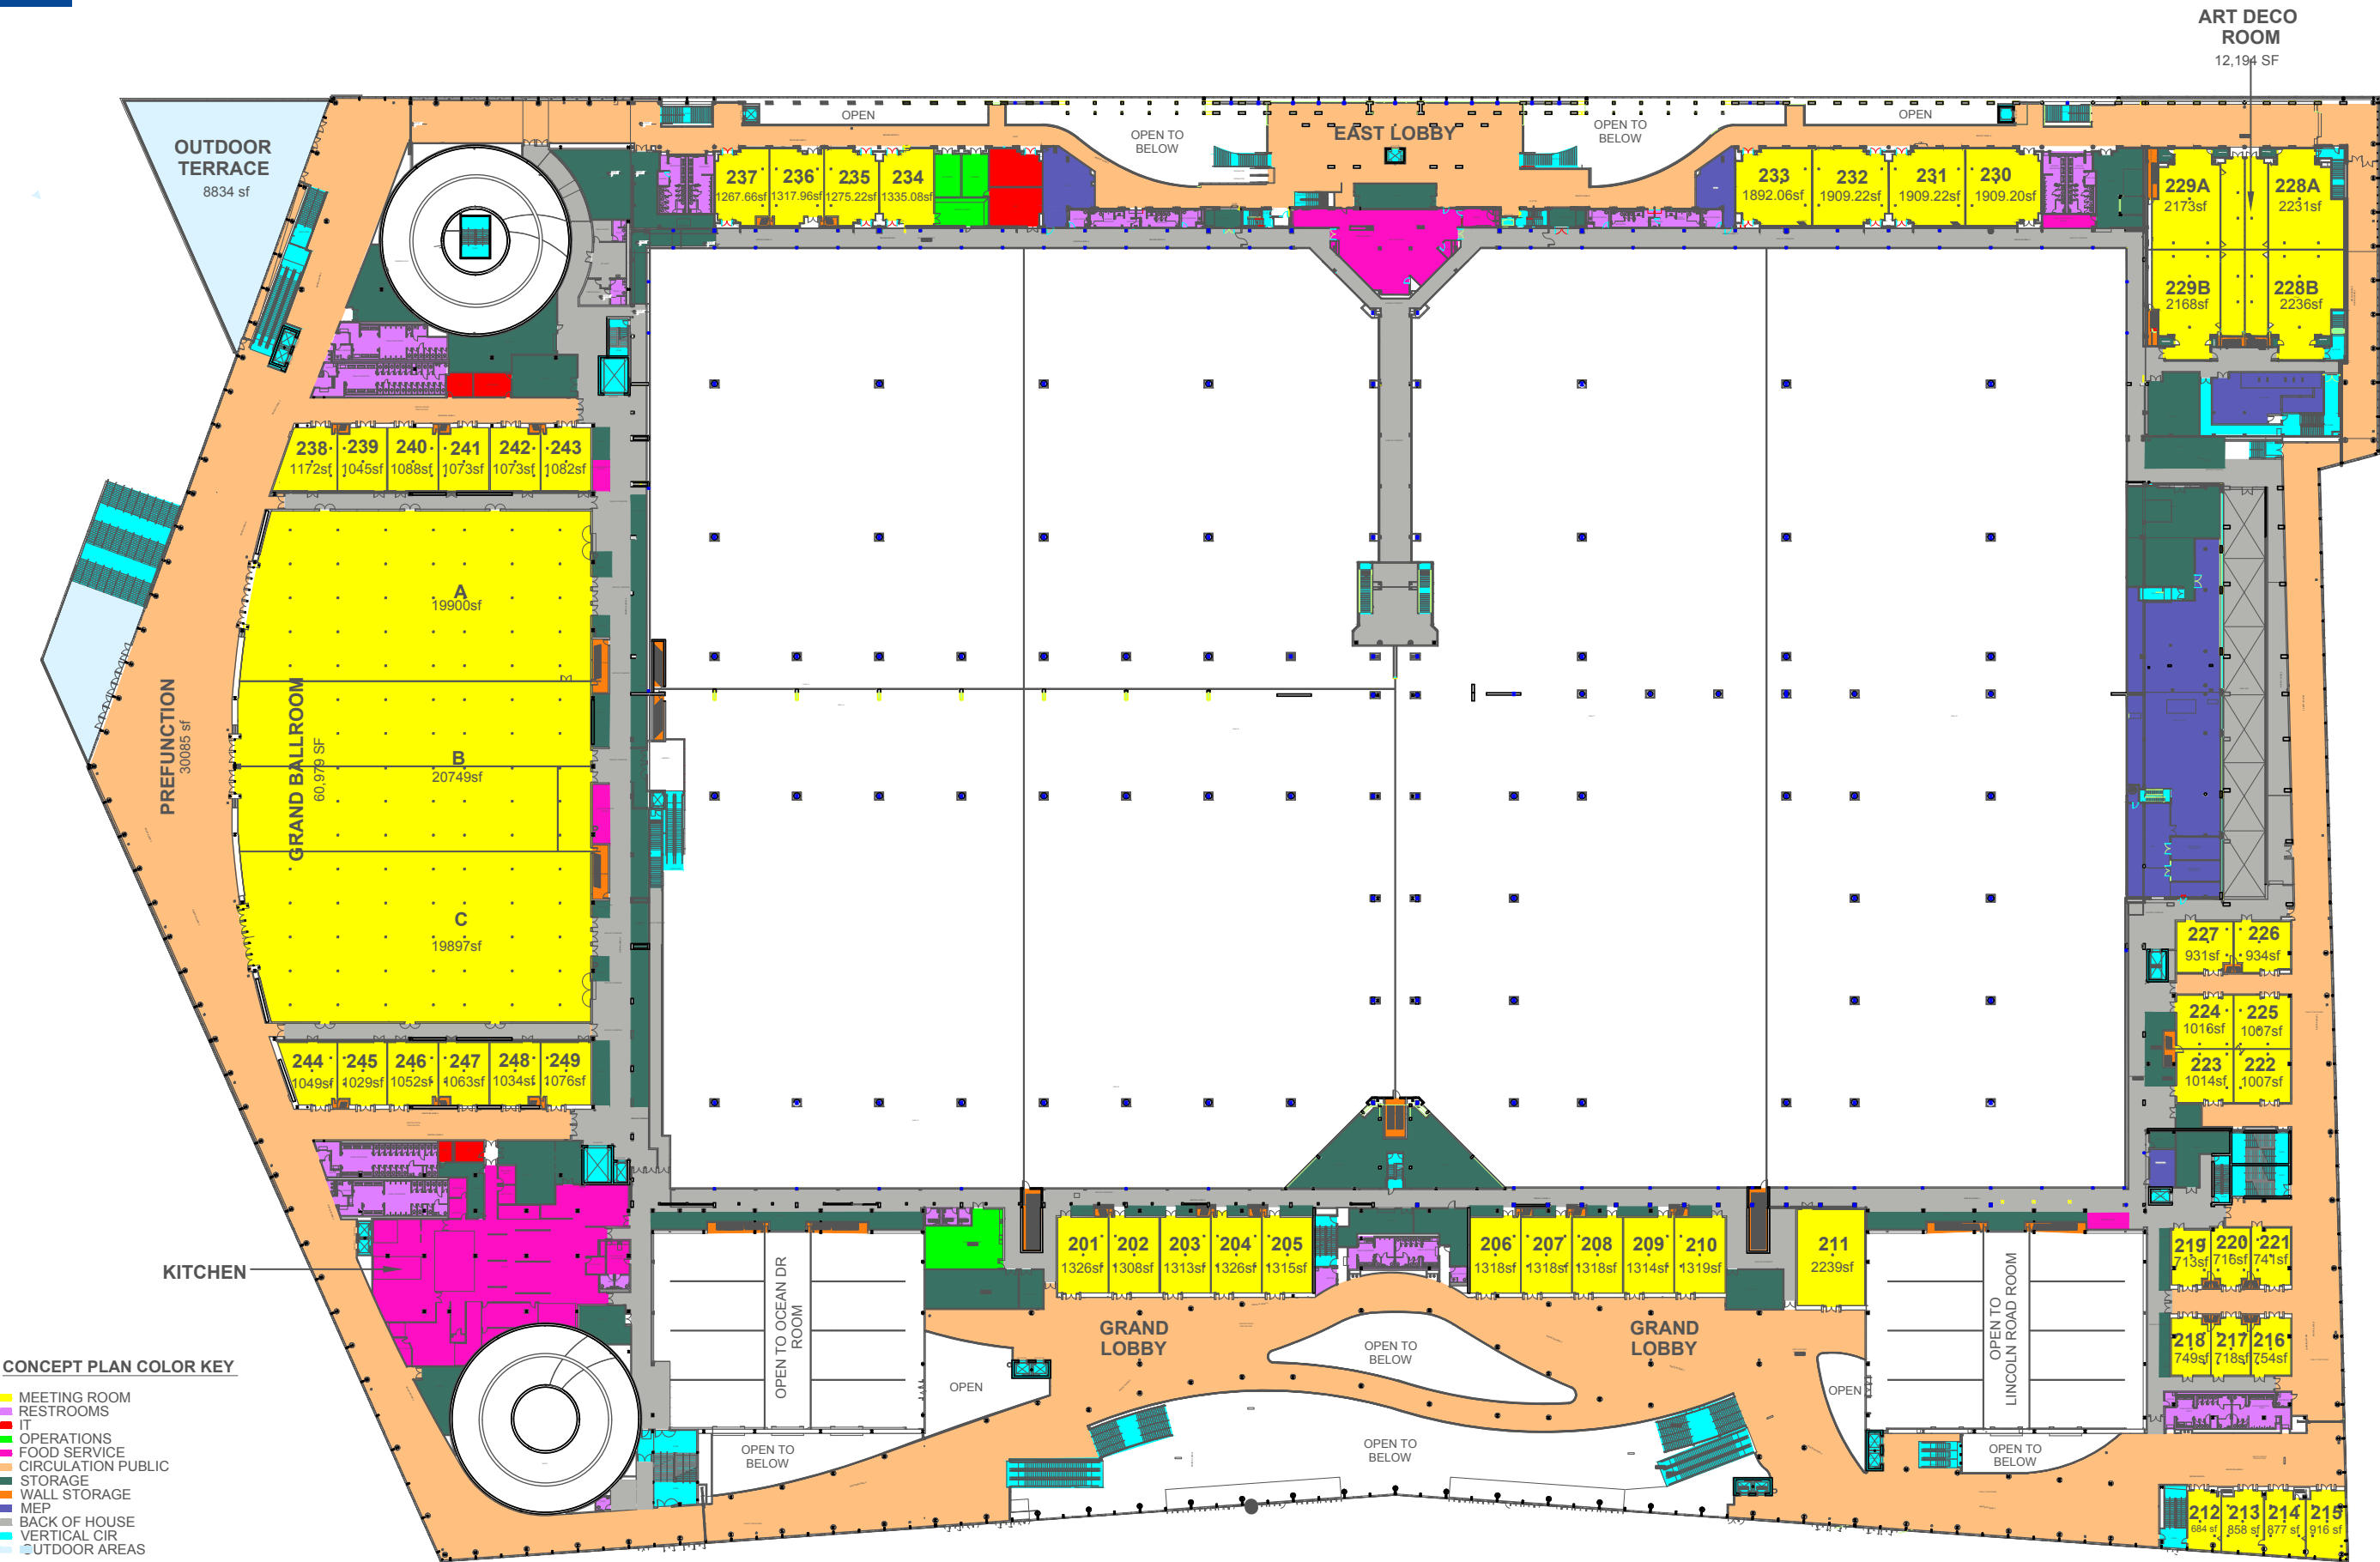 ART DECO
ROOM
12,194 SF
OUTDOOR
TERRACE
8834 sf
OPEN
OPEN TO
BELOW
EAST LOBBY
OPEN TO
BELOW
OPEN
237
1267.66sf
236
1317.96sf
235
1275.22sf
234
1335.08sf
233
1892.06sf
232
1909.22sf
231
1909.22sf
230
1909.20sf
229A
2173sf
228A
2231sf
229B
2168sf
228B
2236sf
238
1172sf
239
1045sf
240
1088sf
241
1073sf
242
1073sf
243
1082sf
A
19900sf
PREFUNCTION
30085 sf
GRAND BALLROOM
60,979 SF
B
20749sf
C
19897sf
227
931sf
226
934sf
224
1016sf
225
1007sf
223
1014sf
222
1007sf
244
1049sf
245
1029sf
246
1052sf
247
1063sf
248
1034sf
249
1076sf
KITCHEN
OPEN TO OCEAN DR
ROOM
201
1326sf
202
1308sf
203
1313sf
204
1326sf
205
1315sf
206
1318sf
207
1318sf
208
1318sf
209
1314sf
210
1319sf
211
2239sf
OPEN TO
LINCOLN ROAD ROOM
219
713sf
220
716sf
221
741sf
218
749sf
217
718sf
216
754sf
GRAND
LOBBY
OPEN TO
BELOW
GRAND
LOBBY
OPEN
OPEN
OPEN TO
BELOW
OPEN TO
BELOW
OPEN TO
BELOW
212
684 sf
213
858 sf
214
877 sf
215
916 sf
CONCEPT PLAN COLOR KEY
MEETING ROOM
RESTROOMS
IT
OPERATIONS
FOOD SERVICE
CIRCULATION PUBLIC
STORAGE
WALL STORAGE
MEP
BACK OF HOUSE
VERTICAL CIR
OUTDOOR AREAS